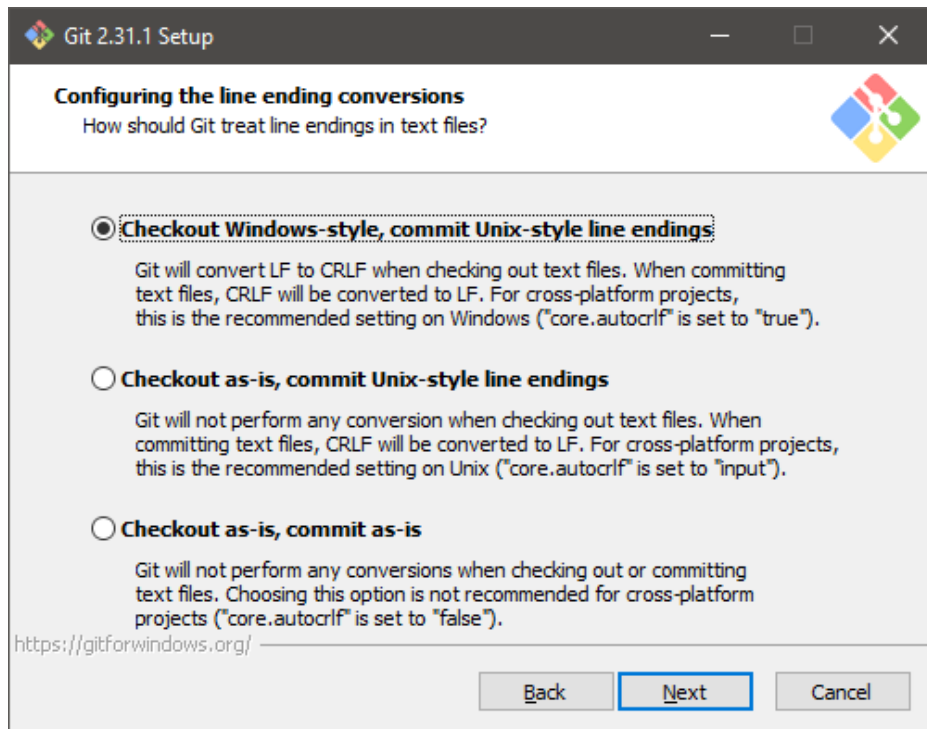 Git 2.31.1 Setup
Configuring the line ending conversions
How should Git treat line endings in text files?
Checkout Windows-style, commit Unix-style line endings
Git will convert LF to CRLF when checking out text files. When committing
text files, CRLF will be converted to LF. For cross-platform projects,
this is the recommended setting on Windows ("core.autocrlf" is set to "true").
Checkout as-is, commit Unix-style line endings
Git will not perform any conversion when checking out text files. When
committing text files, CRLF will be converted to LF. For cross-platform projects,
this is the recommended setting on Unix ("core.autocrlf" is set to "input").
Checkout as-is, commit as-is
Git will not perform any conversions when checking out or committing
text files. Choosing this option is not recommended for cross-platform
projects ("core.autocrlf" is set to "false").
https://gitforwindows.org/
Back Next Cancel